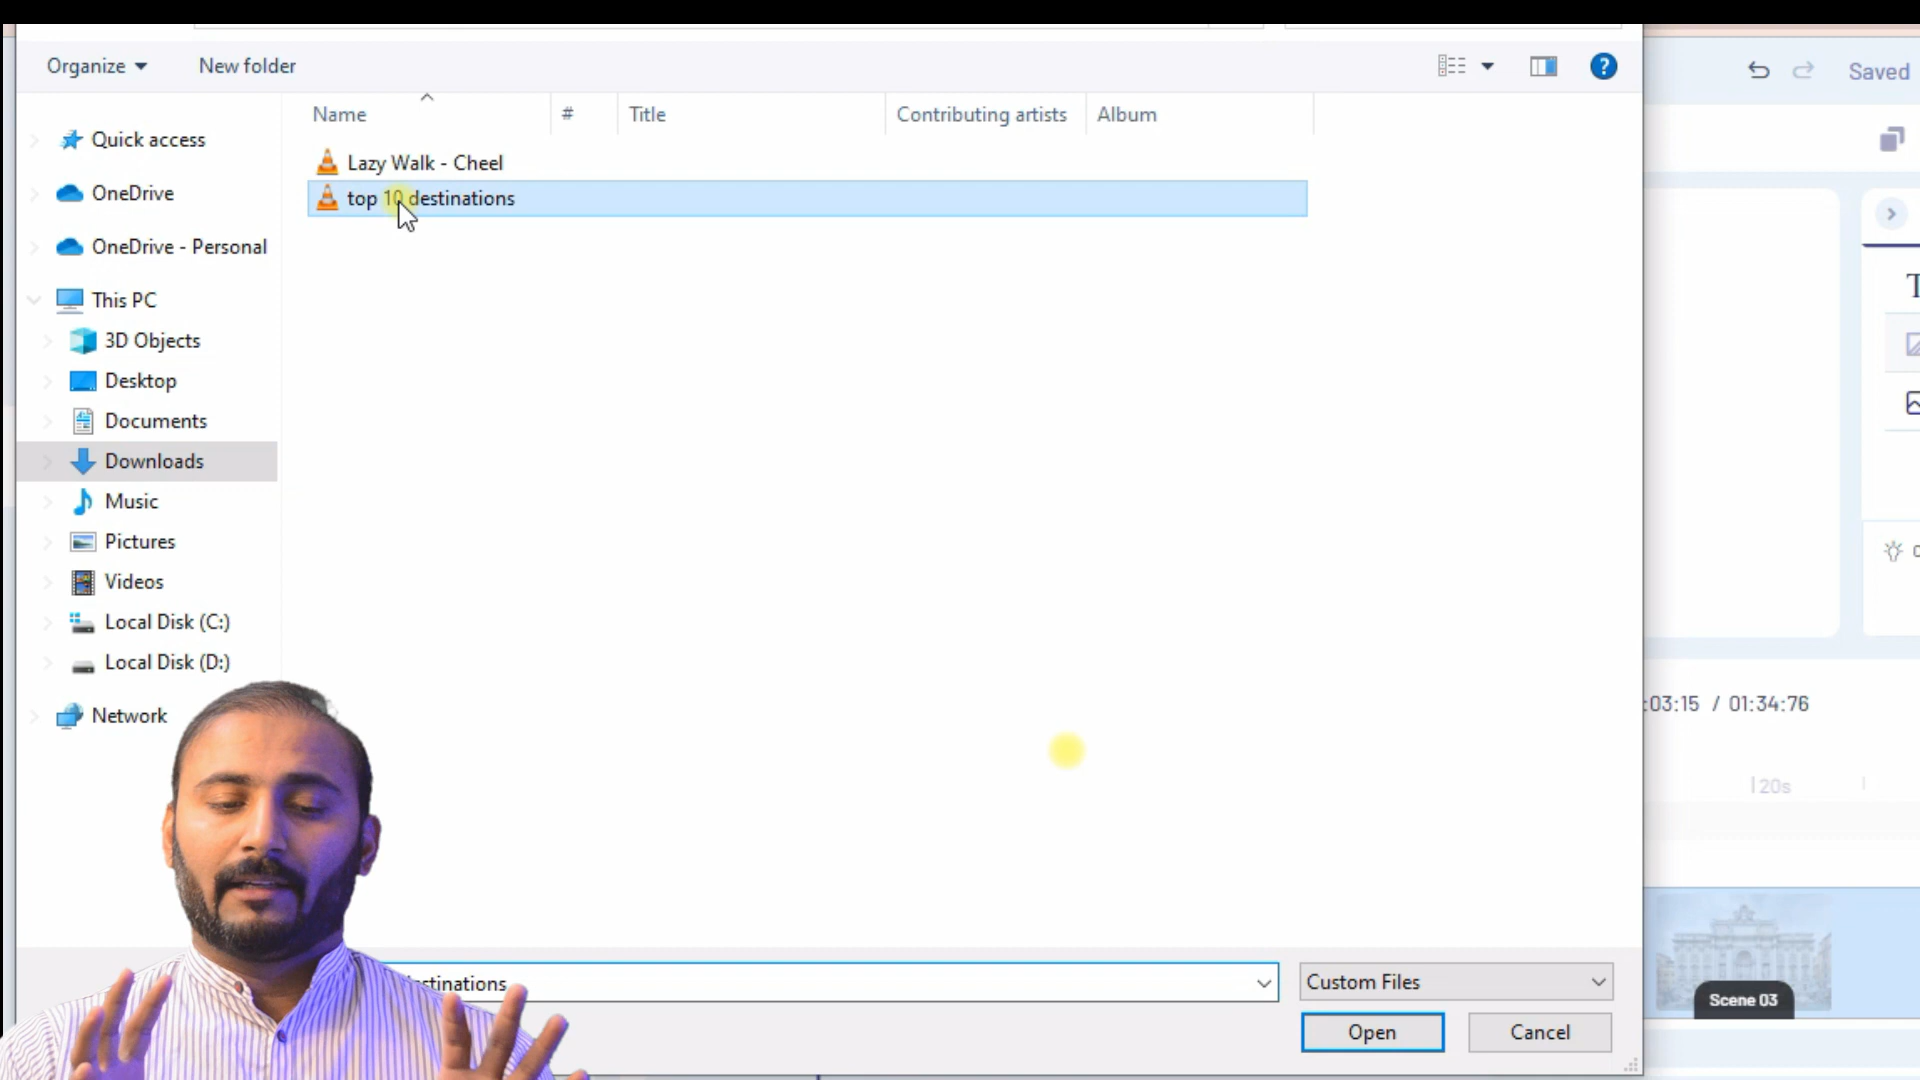 Organize
New folder
Saved
Name
#
Title
Contributing artists
Album
Quick access
Lazy Walk - Cheel
OneDrive
top 10 destinations
OneDrive - Personal
This PC
3D Objects
Desktop
Documents
Downloads
Music
Pictures
Videos
Local Disk (C:)
Local Disk (D:)
Network
:03:15 / 01:34:76
20s
stinations
Custom Files
Scene 03
Open
Cancel